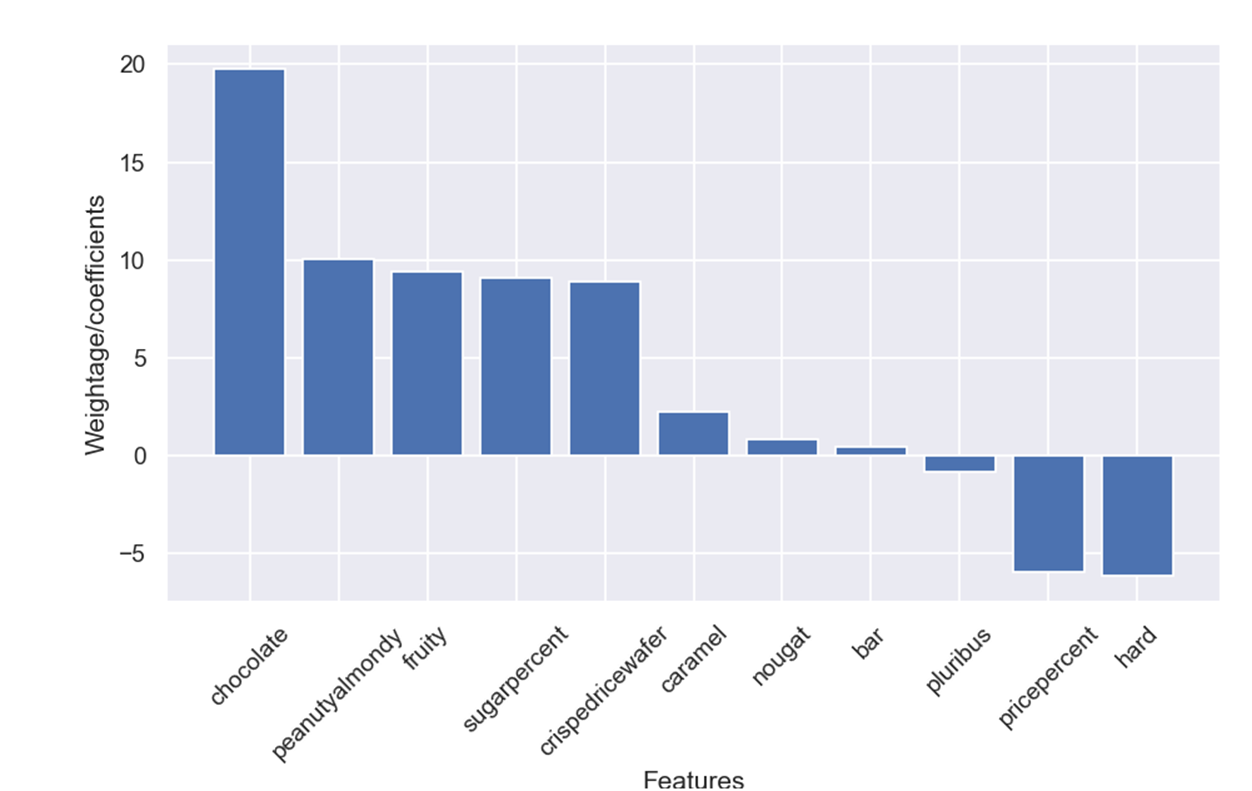 20
15
10
5
0
−5
Weightage/coefficients
chocolate
peanutyalmondy
fruity
sugarpercent
crispedricewafer
caramel
nougat
bar
pluribus
pricepercent
hard
Features